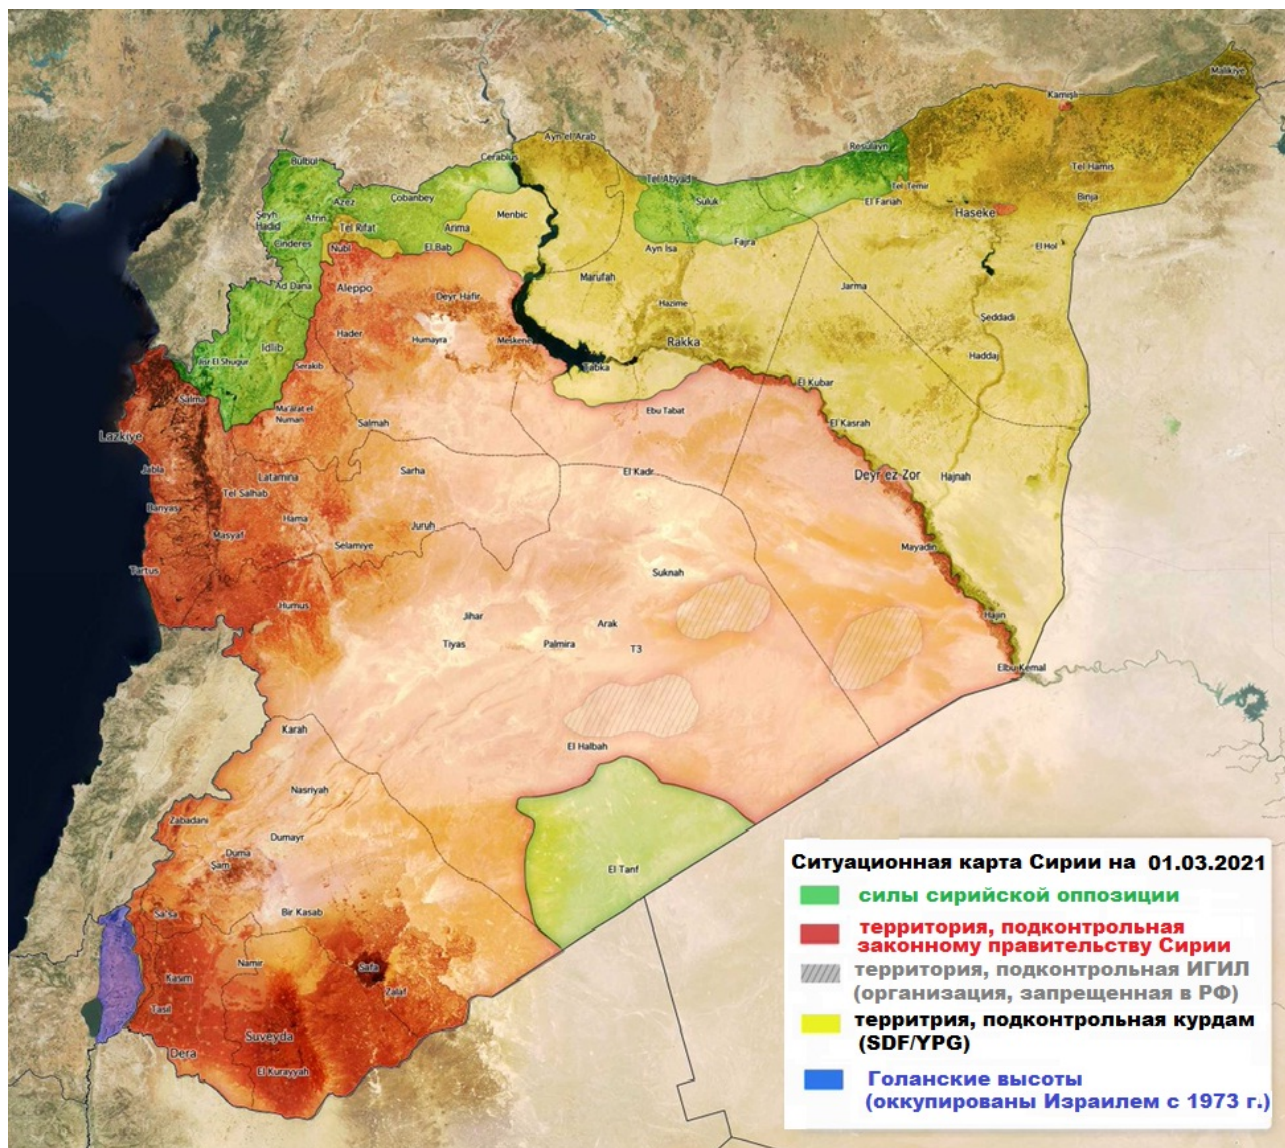 Malikiye
Kamışlı
Ayn el Arab
Resulayn
Cerablus
Bülbül
Tel Hamis
Tel Abyad
Tel Temir
Binja
Azez
Çobanbey
Suluk
El Fariah
Haseke
Şeyh
Hadid
Afrin
Tel Rifat
Arima
Menbic
Cinderes
Nubl
El Bab
Ayn Isa
Fajra
El Hol
Ad Dana
Aleppo
Deyr Hafir
Marufah
Hazime
Jarma
Şeddadi
Hader
Humayra
Meskene
Rakka
Idlib
Jisr El Shugur
Serakib
Tabka
Haddaj
El Kubar
Salma
Ma'arat el
Numan
Salmah
Ebu Tabat
El Kasrah
Lazkiye
Jabla
Latamina
Sarha
El Kadr
Deyr ez Zor
Hajnah
Tel Salhab
Banyas
Hama
Juruh
Masyaf
Selamiye
Mayadin
Tortus
Suknah
Humus
Jihar
Arak
Hajin
Tiyas
Palmira
T3
Elbu Kemal
Karah
El Halbah
Nasriyah
Zabadani
Dumayr
Duma
Şam
El Tanf
Sa'sa
Bir Kasab
Namir
Safa
Kasim
Zalaf
Tasil
Suveyda
Dera
El Kurayyah
Ситуационная карта Сирии на 01.03.2021
силы сирийской оппозиции
территория, подконтрольная
законному правительству Сирии
территория, подконтрольная ИГИЛ
(организация, запрещенная в РФ)
территрия, подконтрольная курдам
(SDF/YPG)
Голанские высоты
(оккупированы Израилем с 1973 г.)